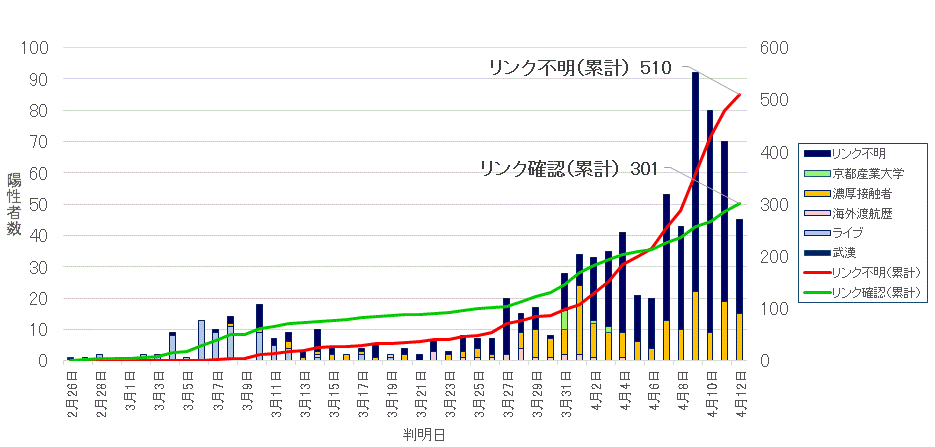 100
90
80
70
60
50
40
30
20
10
0
陽性者数
600
500
400
300
200
100
0
リンク不明(累計) 510
リンク確認(累計) 301
リンク不明
京都産業大学
濃厚接触者
海外渡航歴
ライブ
武漢
リンク不明(累計)
リンク確認(累計)
2月26日
2月28日
3月1日
3月3日
3月5日
3月7日
3月9日
3月11日
3月13日
3月15日
3月17日
3月19日
3月21日
3月23日
3月25日
3月27日
3月29日
3月31日
4月2日
4月4日
4月6日
4月8日
4月10日
4月12日
判明日